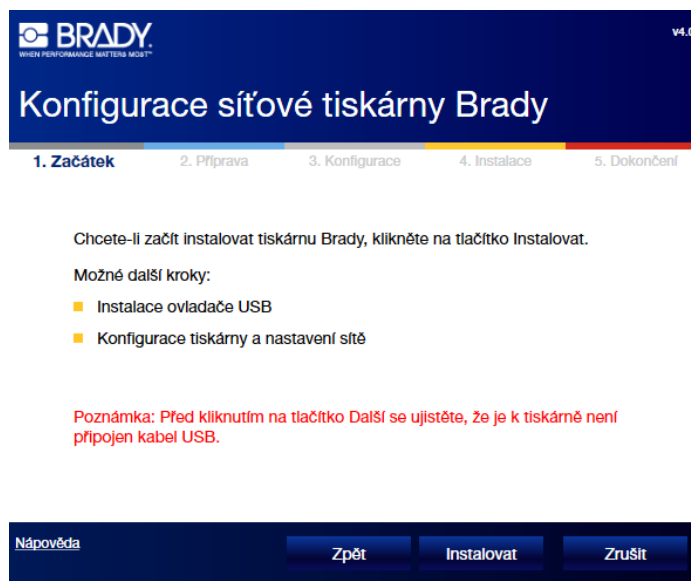 BRADY.
WHEN PERFORMANCE MATTERS MOST™
v4.0
Konfigurace síťové tiskárny Brady
1. Začátek
2. Příprava
3. Konfigurace
4. Instalace
5. Dokončení
Chcete-li začít instalovat tiskárnu Brady, klikněte na tlačítko Instalovat.
Možné další kroky:
Instalace ovladače USB
Konfigurace tiskárny a nastavení sítě
Poznámka: Před kliknutím na tlačítko Další se ujistěte, že je k tiskárně není
připojen kabel USB.
Nápověda
Zpět
Instalovat
Zrušit